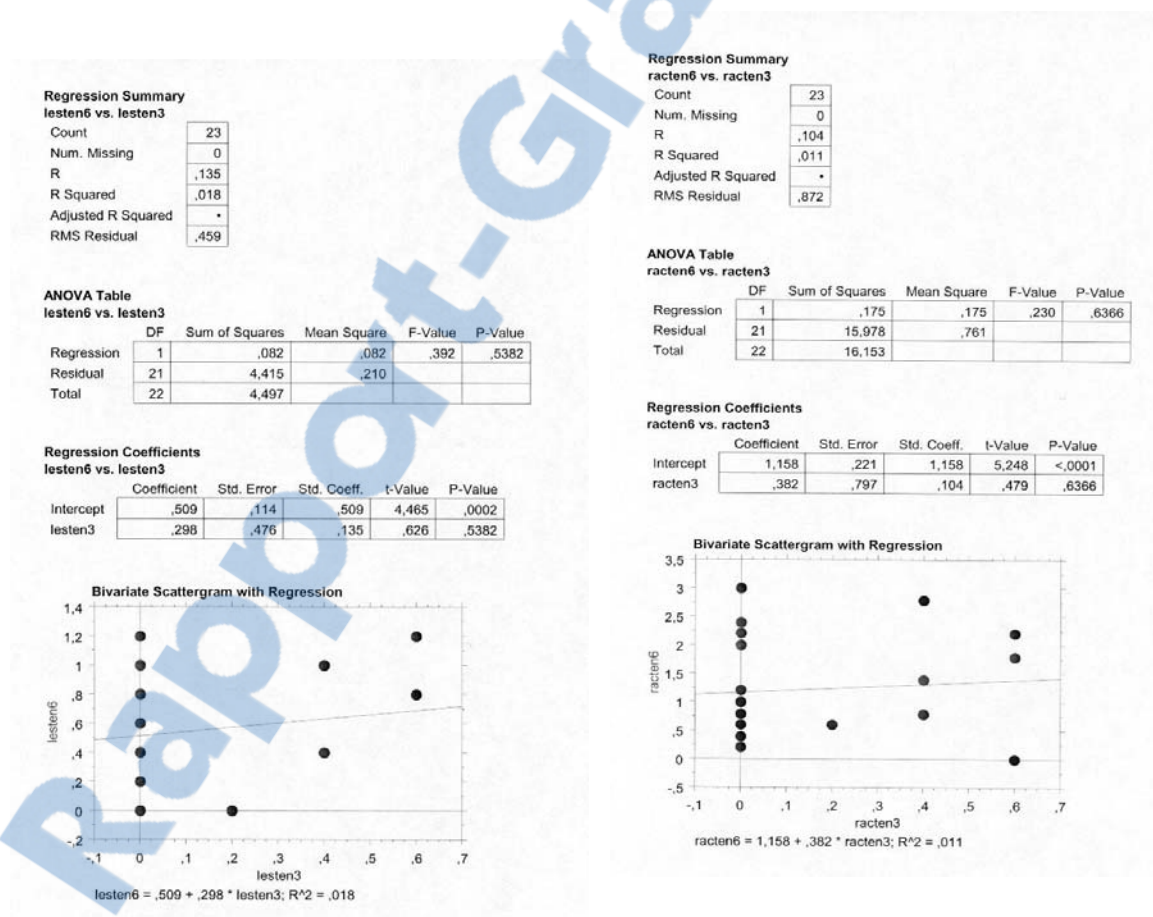 Regression Summary
lesten6 vs. lesten3
Count 23
Num. Missing 0
R ,135
R Squared ,018
Adjusted R Squared •
RMS Residual ,459
ANOVA Table
lesten6 vs. lesten3
DF Sum of Squares Mean Square F-Value P-Value
Regression 1 ,082 ,082 ,392 ,5382
Residual 21 4,415 ,210
Total 22 4,497
Regression Coefficients
lesten6 vs. lesten3
Coefficient Std. Error Std. Coeff. t-Value P-Value
Intercept ,509 ,114 ,509 4,465 ,0002
lesten3 ,298 ,476 ,135 ,626 ,5382
Bivariate Scattergram with Regression
1,4
1,2
1
,8
,6
,4
,2
0
-,2
lesten6
-,1 0 ,1 ,2 ,3 ,4 ,5 ,6 ,7
lesten3
lesten6 = ,509 + ,298 * lesten3; R^2 = ,018
Regression Summary
racten6 vs. racten3
Count 23
Num. Missing 0
R ,104
R Squared ,011
Adjusted R Squared •
RMS Residual ,872
ANOVA Table
racten6 vs. racten3
DF Sum of Squares Mean Square F-Value P-Value
Regression 1 ,175 ,175 ,230 ,6366
Residual 21 15,978 ,761
Total 22 16,153
Regression Coefficients
racten6 vs. racten3
Coefficient Std. Error Std. Coeff. t-Value P-Value
Intercept 1,158 ,221 1,158 5,248 <,0001
racten3 ,382 ,797 ,104 ,479 ,6366
Bivariate Scattergram with Regression
3,5
3
2,5
2
1,5
1
,5
0
-,5
racten6
-,1 0 ,1 ,2 ,3 ,4 ,5 ,6 ,7
racten3
racten6 = 1,158 + ,382 * racten3; R^2 = ,011
Rapport-Gra